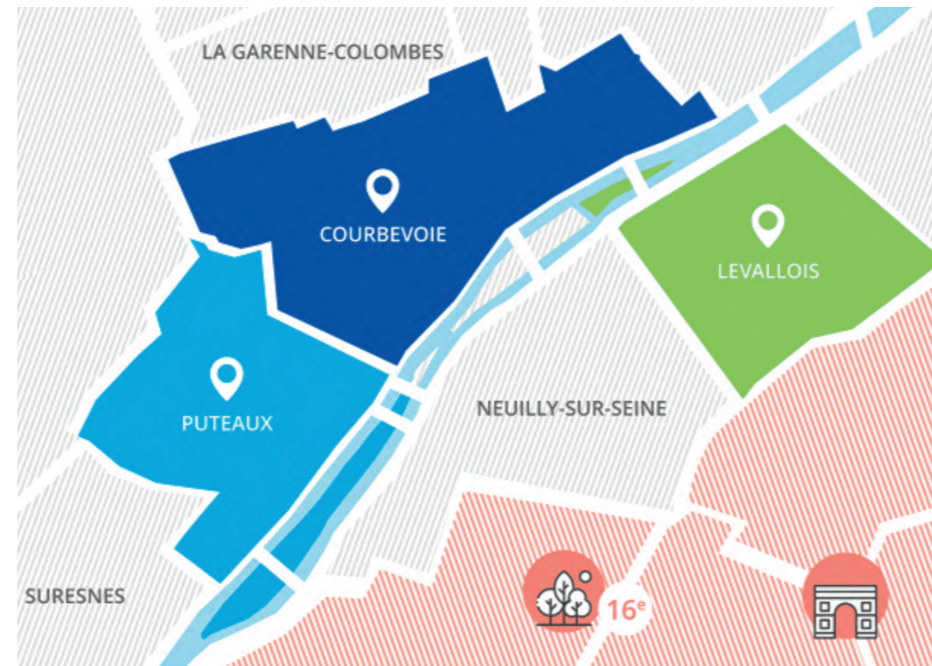 LA GARENNE-COLOMBES
COURBEVOIE
LEVALLOIS
NEUILLY-SUR-SEINE
PUTEAUX
SURESNES
16e